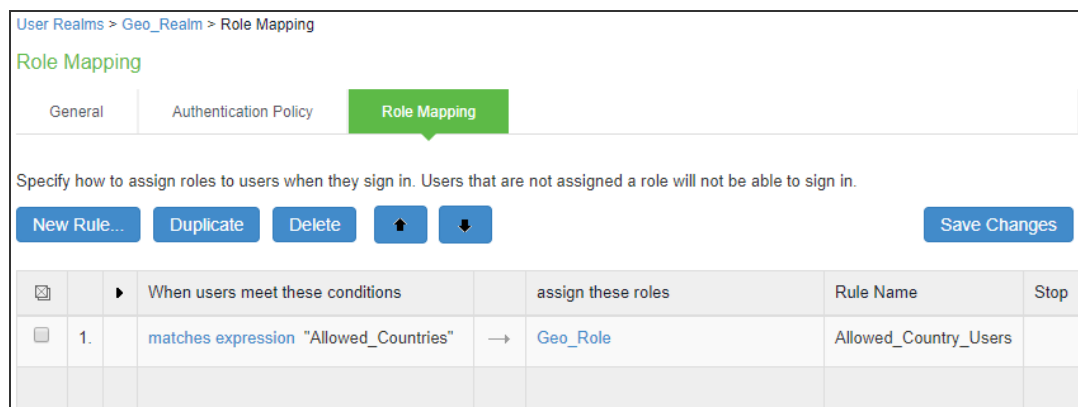 User Realms > Geo_Realm > Role Mapping
Role Mapping
General Authentication Policy Role Mapping
Specify how to assign roles to users when they sign in. Users that are not assigned a role will not be able to sign in.
New Rule... Duplicate Delete Save Changes
When users meet these conditions assign these roles Rule Name Stop
1. matches expression "Allowed_Countries" → Geo_Role Allowed_Country_Users